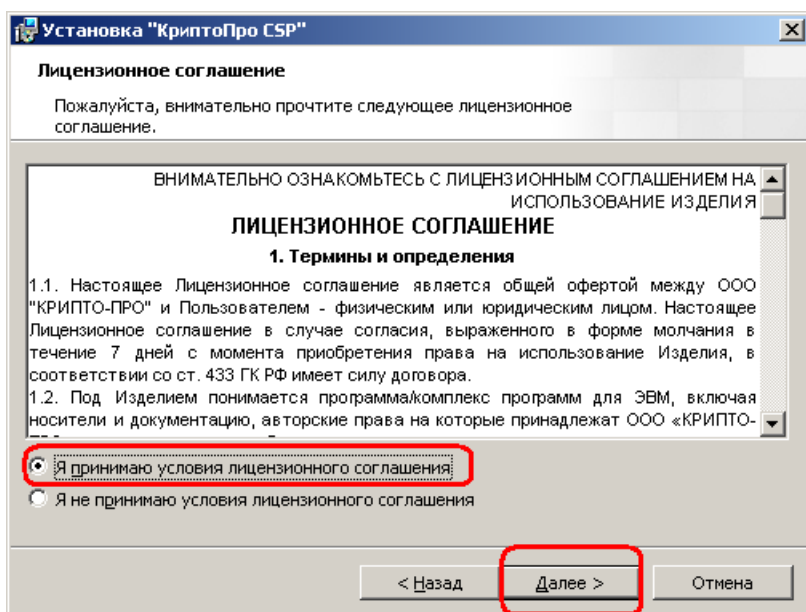 Установка "КриптоПро CSP"
Лицензионное соглашение
Пожалуйста, внимательно прочтите следующее лицензионное
соглашение.
ВНИМАТЕЛЬНО ОЗНАКОМЬТЕСЬ С ЛИЦЕНЗИОННЫМ СОГЛАШЕНИЕМ НА
ИСПОЛЬЗОВАНИЕ ИЗДЕЛИЯ
ЛИЦЕНЗИОННОЕ СОГЛАШЕНИЕ
1. Термины и определения
1.1. Настоящее Лицензионное соглашение является общей офертой между ООО
"КРИПТО-ПРО" и Пользователем - физическим или юридическим лицом. Настоящее
Лицензионное соглашение в случае согласия, выраженного в форме молчания в
течение 7 дней с момента приобретения права на использование Изделия, в
соответствии со ст. 433 ГК РФ имеет силу договора.
1.2. Под Изделием понимается программа/комплекс программ для ЭВМ, включая
носители и документацию, авторские права на которые принадлежат ООО «КРИПТО-
Я принимаю условия лицензионного соглашения
Я не принимаю условия лицензионного соглашения
< Назад
Далее >
Отмена